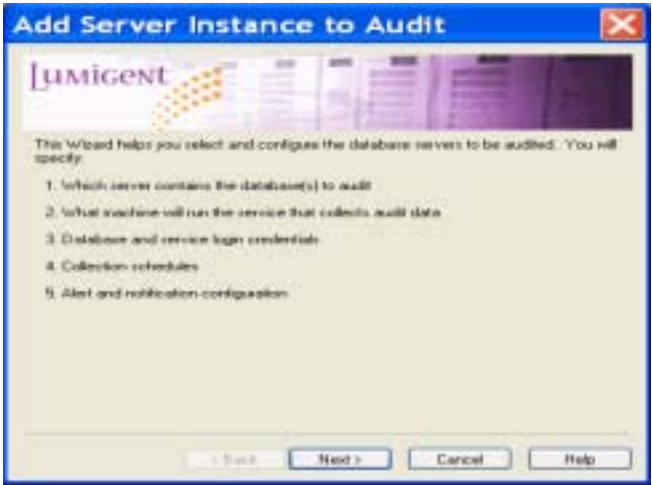 Add Server Instance to Audit
LUMIGENT
This Wizard helps you select and configure the database servers to be audited. You will
specify:
1. Which server contains the database(s) to audit
2. What machine will run the service that collects audit data
3. Database and service login credentials
4. Collection schedules
5. Alert and notification configuration
< Back
Next >
Cancel
Help